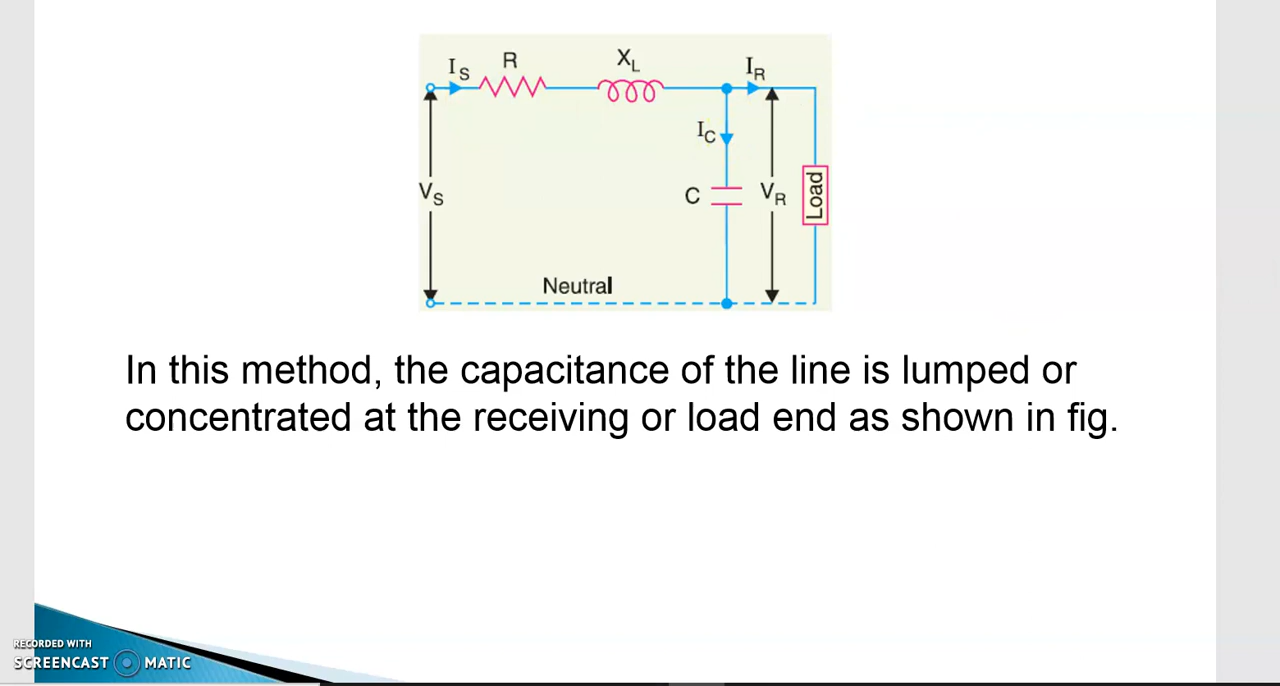 I_S R X_L I_R
I_C
V_S C V_R Load
Neutral
In this method, the capacitance of the line is lumped or
concentrated at the receiving or load end as shown in fig.
RECORDED WITH
SCREENCAST MATIC